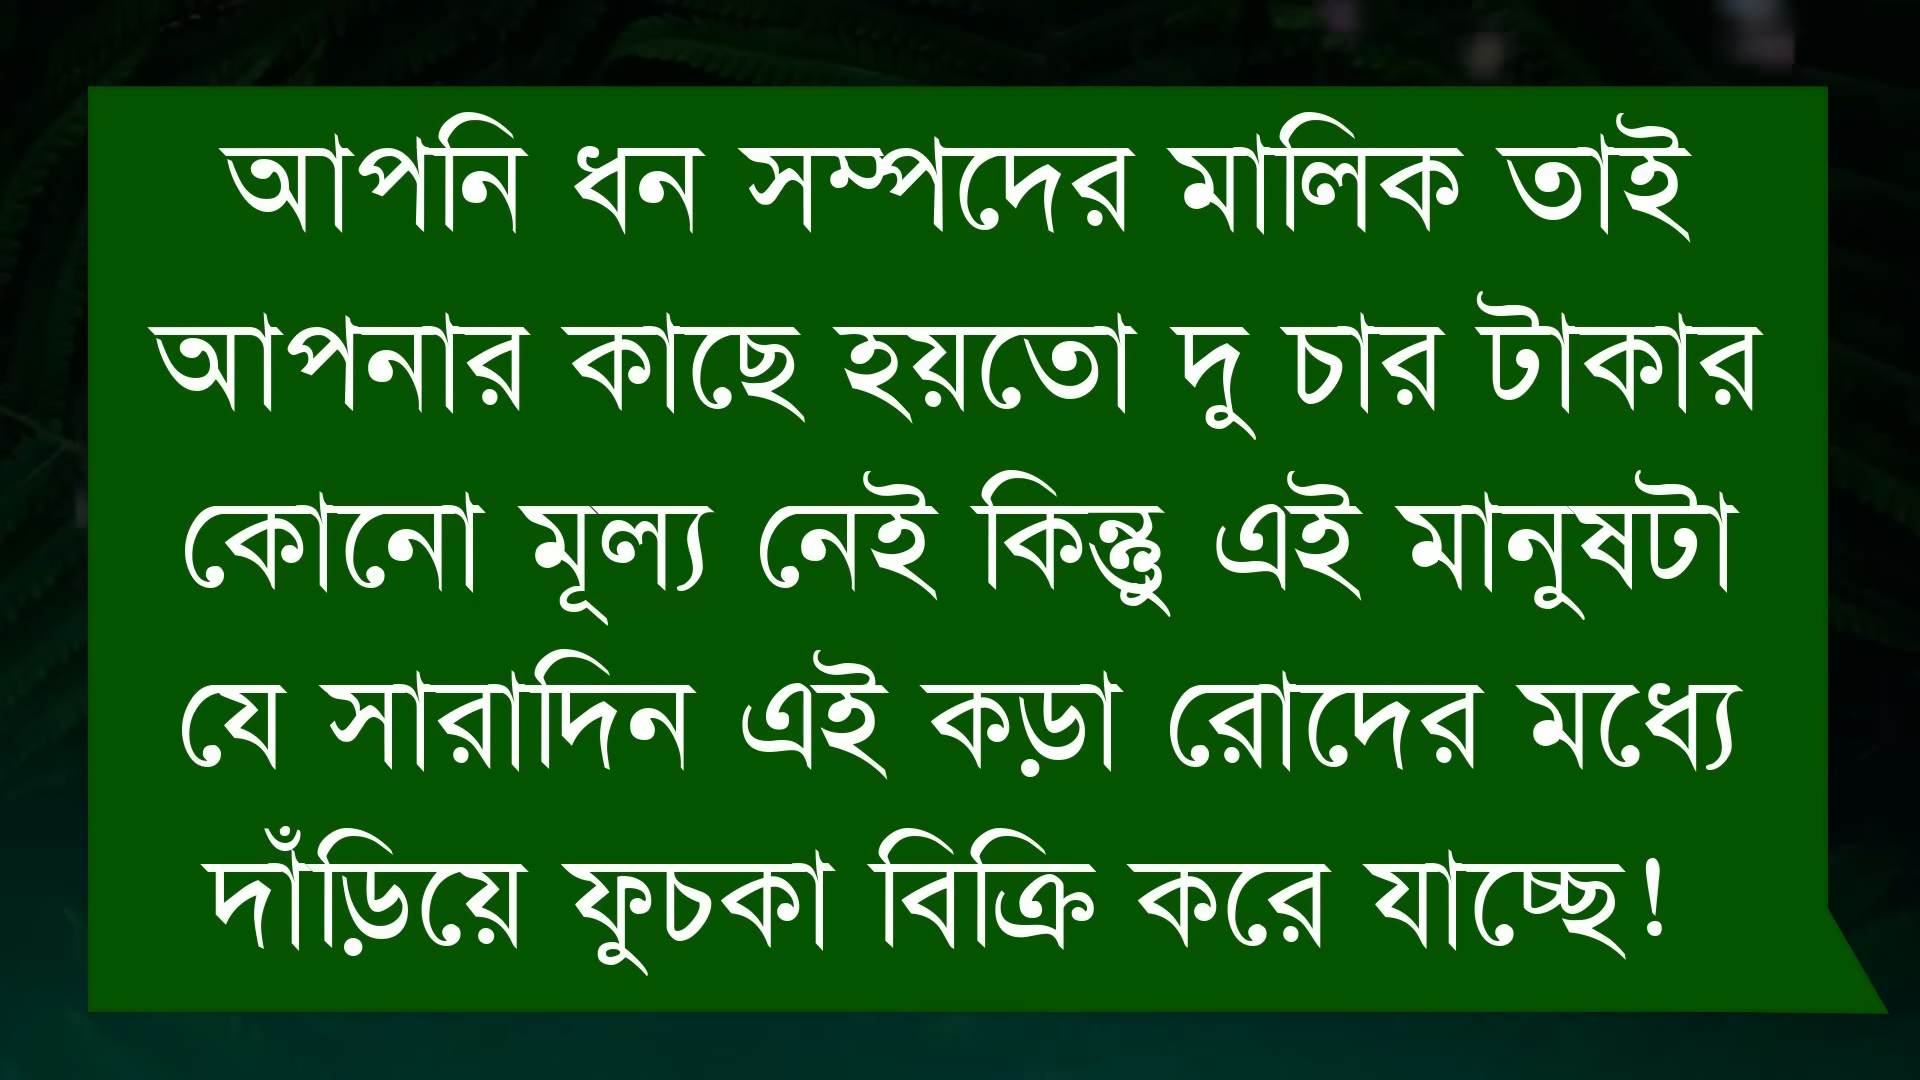 আপনি ধন সম্পদের মালিক তাই
আপনার কাছে হয়তো দু চার টাকার
কোনো মূল্য নেই কিন্তু এই মানুষটা
যে সারাদিন এই কড়া রোদের মধ্যে
দাঁড়িয়ে ফুচকা বিক্রি করে যাচ্ছে!